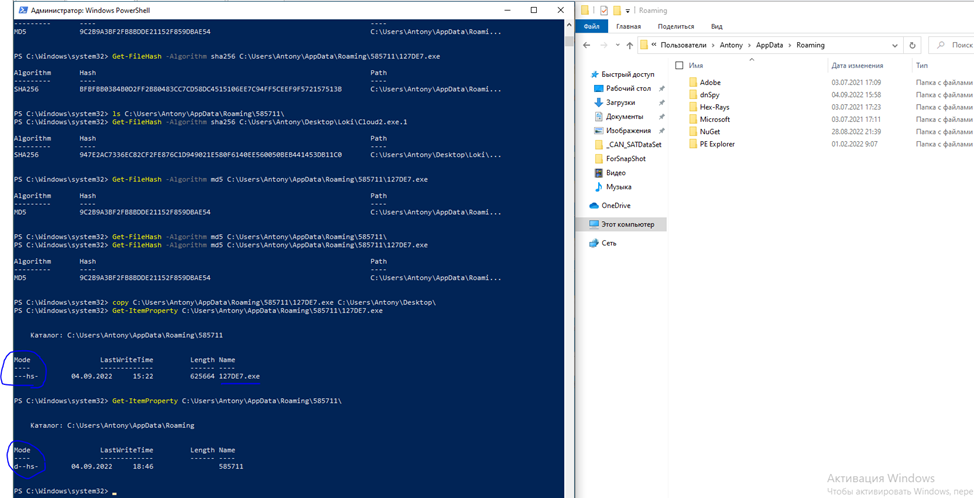 Администратор: Windows PowerShell
--------- ---- ----
MD5 9C2B9A3BF2FB8BDDE21152F859DBAE54 C:\Users\Antony\AppData\Roami...
PS C:\Windows\system32> Get-FileHash -Algorithm sha256 C:\Users\Antony\AppData\Roaming\585711\127DE7.exe
Algorithm Hash Path
--------- ---- ----
SHA256 BFBFBB0384B0D2FF2B80483CC7CD58DC4515106EE7C94FF5CEEF9F572157513B C:\Users\Antony\AppData\Roami...
PS C:\Windows\system32> ls C:\Users\Antony\AppData\Roaming\585711\
PS C:\Windows\system32> Get-FileHash -Algorithm sha256 C:\Users\Antony\Desktop\Loki\Cloud2.exe.1
Algorithm Hash Path
--------- ---- ----
SHA256 947E2AC7336EC82CF2FE876C1D949021E580F6140EE560050BEB441453DB11C0 C:\Users\Antony\Desktop\Loki\...
PS C:\Windows\system32> Get-FileHash -Algorithm md5 C:\Users\Antony\AppData\Roaming\585711\127DE7.exe
Algorithm Hash Path
--------- ---- ----
MD5 9C2B9A3BF2FB8BDDE21152F859DBAE54 C:\Users\Antony\AppData\Roami...
PS C:\Windows\system32> Get-FileHash -Algorithm md5 C:\Users\Antony\AppData\Roaming\585711\
PS C:\Windows\system32> Get-FileHash -Algorithm md5 C:\Users\Antony\AppData\Roaming\585711\127DE7.exe
Algorithm Hash Path
--------- ---- ----
MD5 9C2B9A3BF2FB8BDDE21152F859DBAE54 C:\Users\Antony\AppData\Roami...
PS C:\Windows\system32> copy C:\Users\Antony\AppData\Roaming\585711\127DE7.exe C:\Users\Antony\Desktop\
PS C:\Windows\system32> Get-ItemProperty C:\Users\Antony\AppData\Roaming\585711\127DE7.exe
Каталог: C:\Users\Antony\AppData\Roaming\585711
Mode LastWriteTime Length Name
---- ------------- ------ ----
---hs- 04.09.2022 15:22 625664 127DE7.exe
PS C:\Windows\system32> Get-ItemProperty C:\Users\Antony\AppData\Roaming\585711\
Каталог: C:\Users\Antony\AppData\Roaming
Mode LastWriteTime Length Name
---- ------------- ------ ----
d--hs- 04.09.2022 18:46 585711
PS C:\Windows\system32> _
Roaming
Файл Главная Поделиться Вид
« Пользователи > Antony > AppData > Roaming Поиск
Имя Дата изменения Тип
Быстрый доступ
Рабочий стол
Загрузки
Документы
Изображения
_CAN_SATDataSet
ForSnapShot
Видео
Музыка
OneDrive
Этот компьютер
Сеть
Adobe 03.07.2021 17:09 Папка с файлами
dnSpy 04.09.2022 15:58 Папка с файлами
Hex-Rays 03.07.2021 17:23 Папка с файлами
Microsoft 03.07.2021 17:11 Папка с файлами
NuGet 28.08.2022 21:39 Папка с файлами
PE Explorer 01.02.2022 9:07 Папка с файлами
Активация Windows
Чтобы активировать Windows, пере